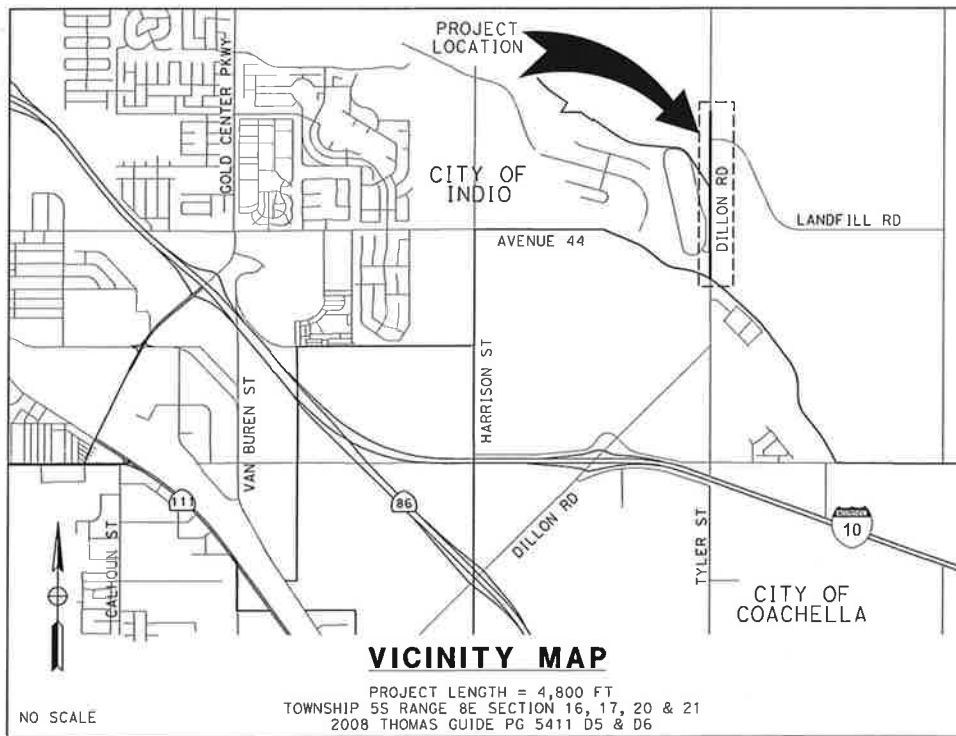 PROJECT
LOCATION
GOLD CENTER PKWY
CITY OF
INDIO
DILLON RD
LANDFILL RD
AVENUE 44
HARRISON ST
VAN BUREN ST
111
86
DILLON RD
10
CALHOUN ST
TYLER ST
CITY OF
COACHELLA
VICINITY MAP
PROJECT LENGTH = 4,800 FT
TOWNSHIP 5S RANGE 8E SECTION 16, 17, 20 & 21
2008 THOMAS GUIDE PG 5411 D5 & D6
NO SCALE